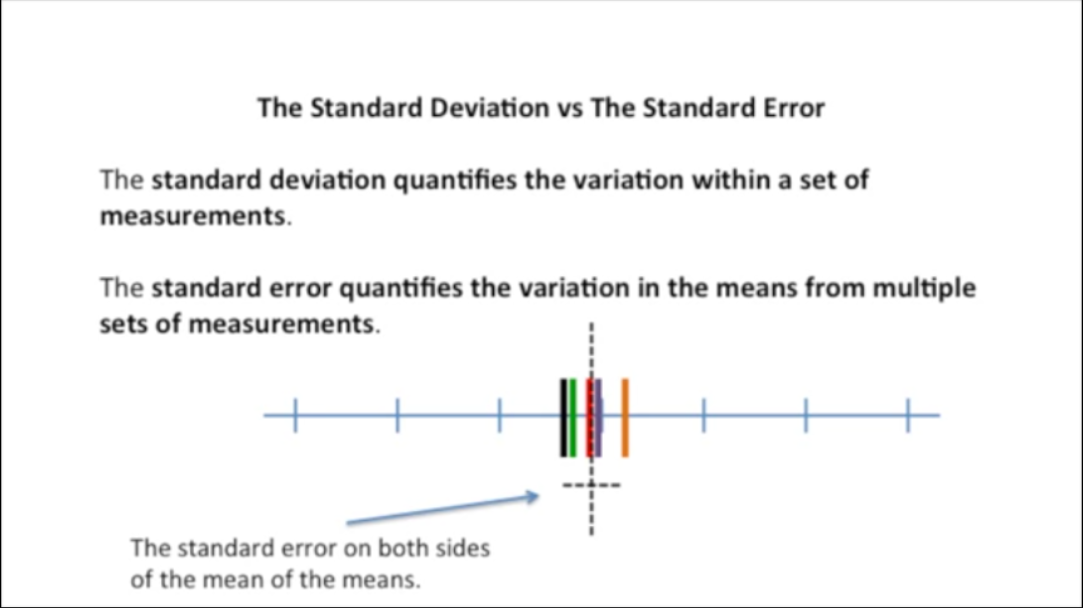 The Standard Deviation vs The Standard Error
The standard deviation quantifies the variation within a set of
measurements.
The standard error quantifies the variation in the means from multiple
sets of measurements.
The standard error on both sides
of the mean of the means.